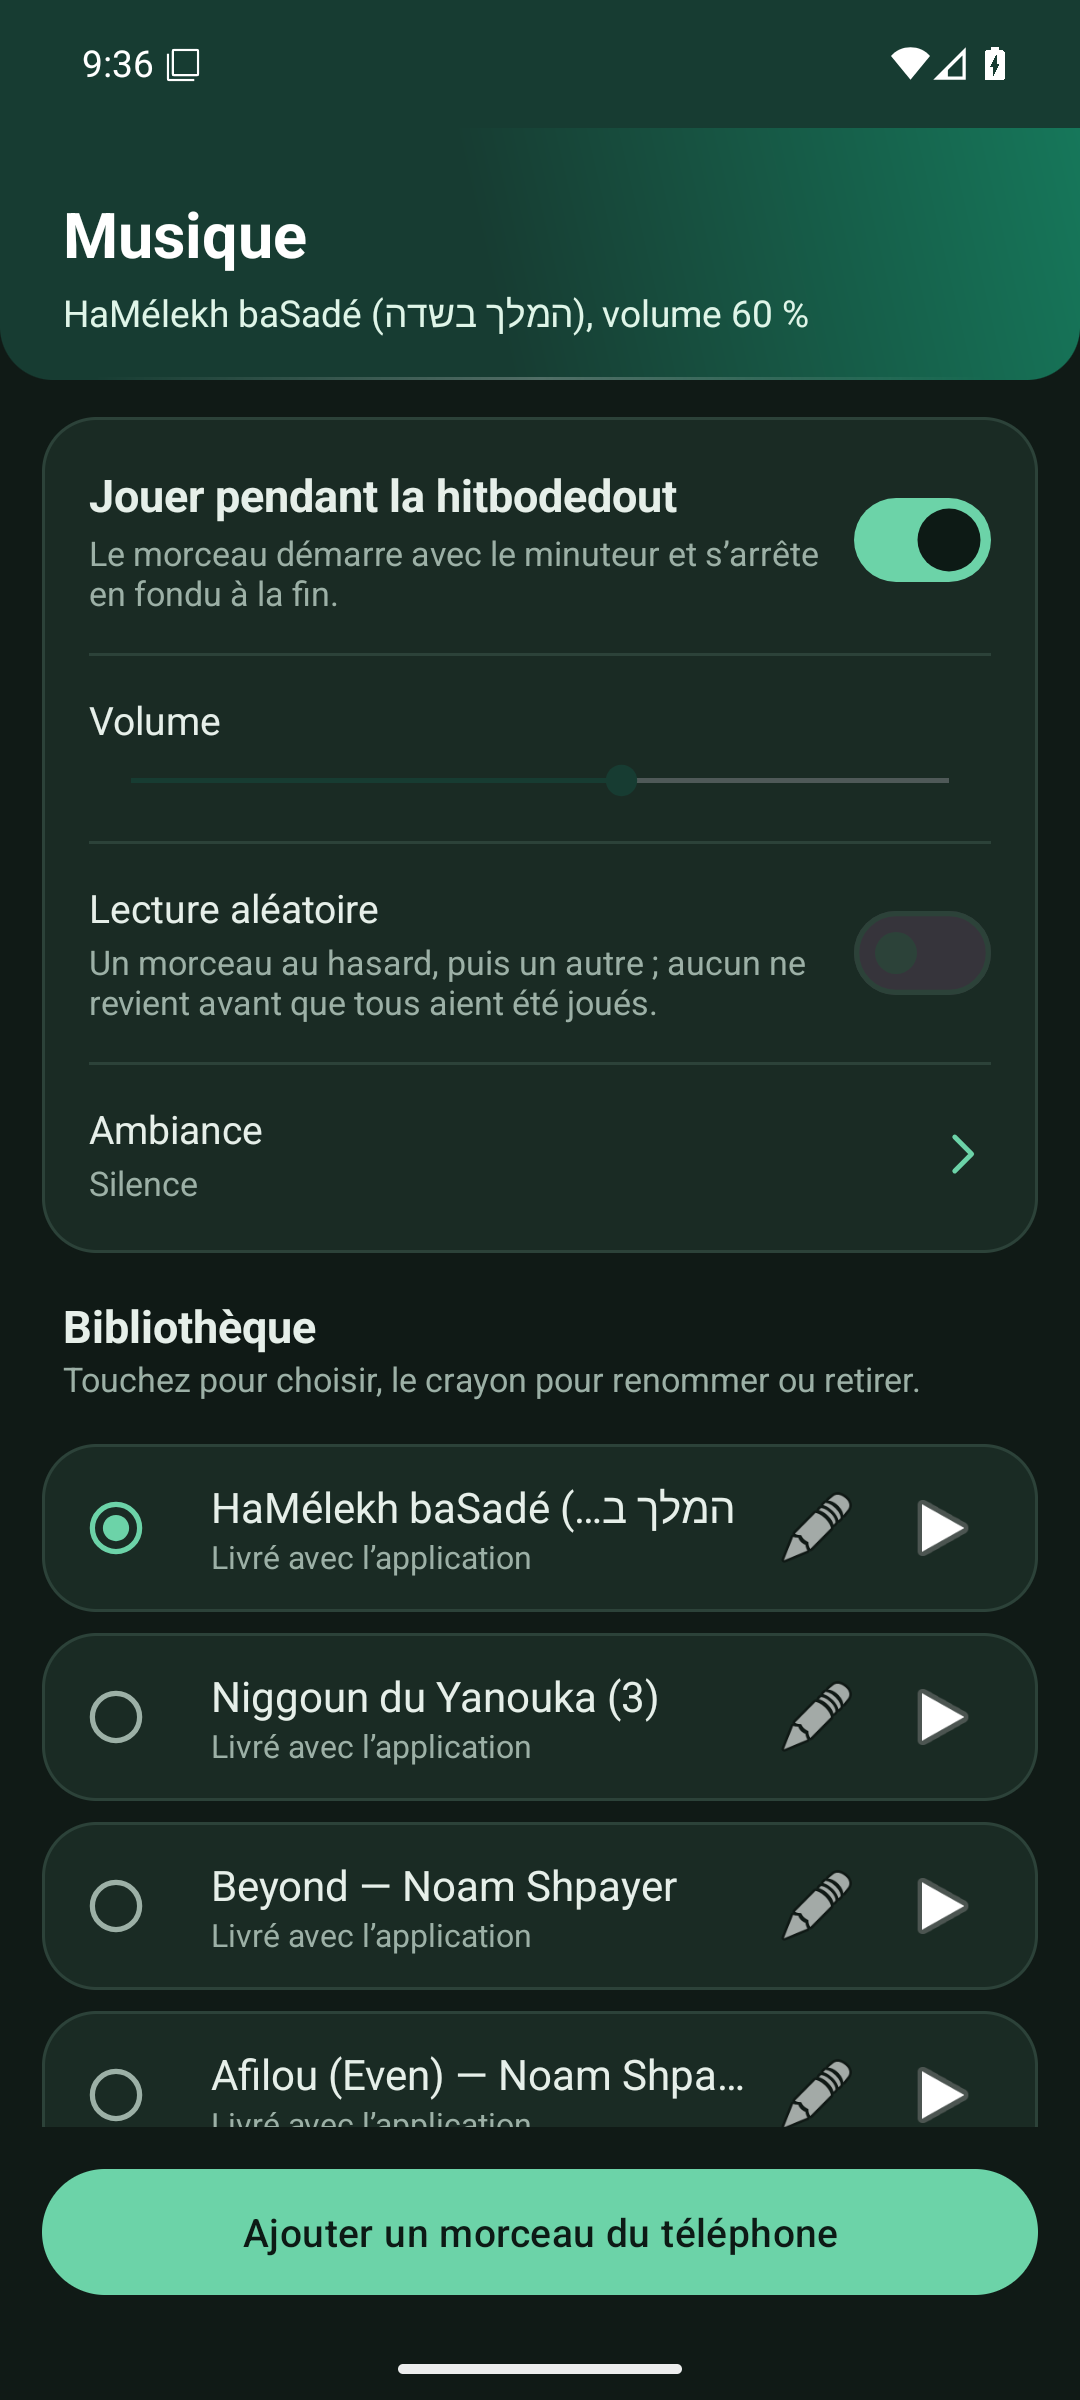 9:36
Musique
HaMélekh baSadé (המלך בשדה), volume 60 %
Jouer pendant la hitbodedout
Le morceau démarre avec le minuteur et s’arrête
en fondu à la fin.
Volume
Lecture aléatoire
Un morceau au hasard, puis un autre ; aucun ne
revient avant que tous aient été joués.
Ambiance
Silence
Bibliothèque
Touchez pour choisir, le crayon pour renommer ou retirer.
HaMélekh baSadé (המלך ב…
Livré avec l’application
Niggoun du Yanouka (3)
Livré avec l’application
Beyond — Noam Shpayer
Livré avec l’application
Afilou (Even) — Noam Shpa…
Livré avec l’application
Ajouter un morceau du téléphone